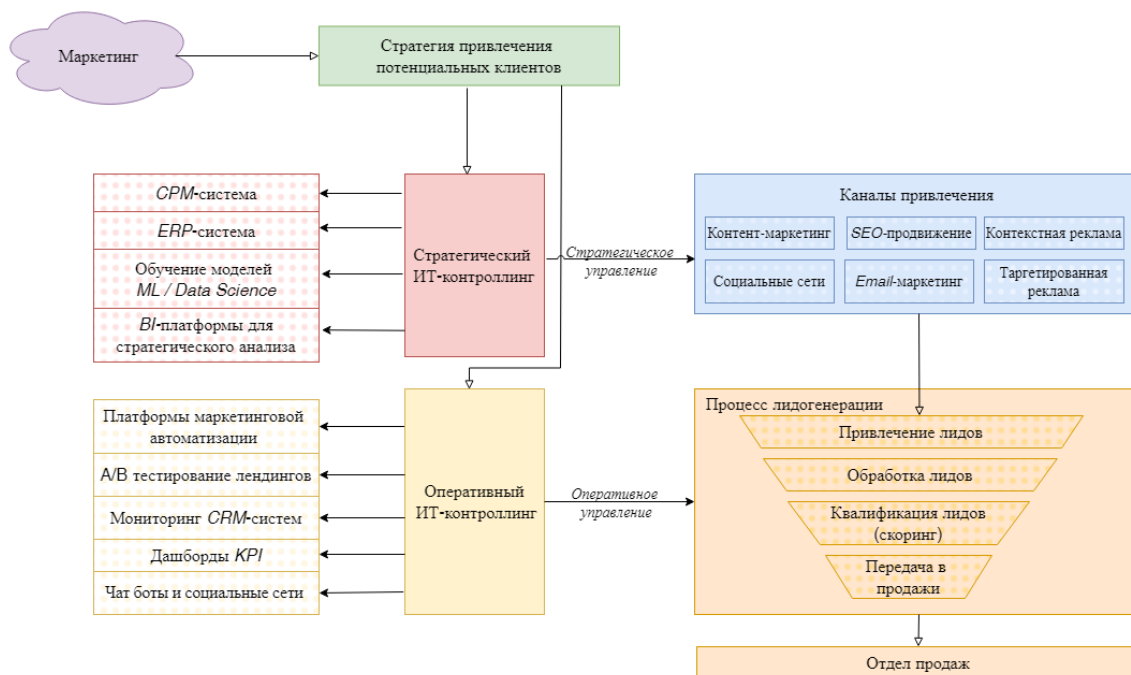 Маркетинг
Стратегия привлечения
потенциальных клиентов
CPM-система
ERP-система
Обучение моделей
ML / Data Science
BI-платформы для
стратегического анализа
Стратегический
ИТ-контроллинг
Стратегическое
управление
Каналы привлечения
Контент-маркетинг
SEO-продвижение
Контекстная реклама
Социальные сети
Email-маркетинг
Таргетированная
реклама
Платформы маркетинговой
автоматизации
A/B тестирование лендингов
Мониторинг CRM-систем
Дашборды KPI
Чат боты и социальные сети
Оперативный
ИТ-контроллинг
Оперативное
управление
Процесс лидогенерации
Привлечение лидов
Обработка лидов
Квалификация лидов
(скоринг)
Передача в
продажи
Отдел продаж